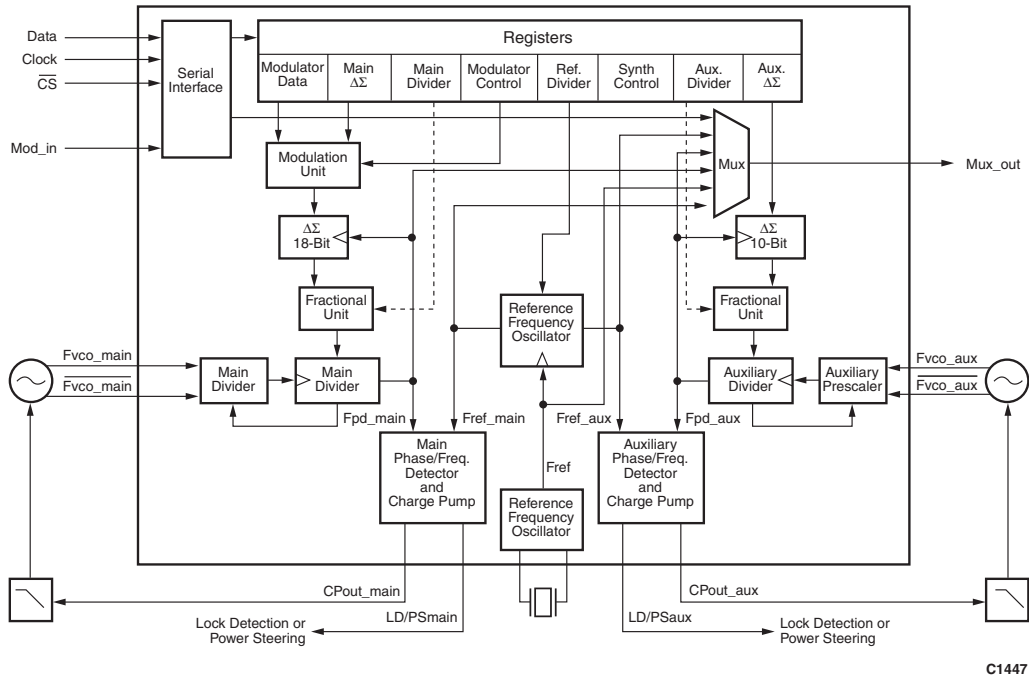 Data
Clock
CS
Mod_in
Serial
Interface
Registers
Modulator
Data
Main
ΔΣ
Main
Divider
Modulator
Control
Ref.
Divider
Synth
Control
Aux.
Divider
Aux.
ΔΣ
Modulation
Unit
Mux
Mux_out
ΔΣ
18-Bit
ΔΣ
10-Bit
Fractional
Unit
Reference
Frequency
Oscillator
Fractional
Unit
Fvco_main
Fvco_main
Main
Divider
Main
Divider
Auxiliary
Divider
Auxiliary
Prescaler
Fvco_aux
Fvco_aux
Fpd_main
Fref_main
Fref_aux
Fpd_aux
Main
Phase/Freq.
Detector
and
Charge Pump
Fref
Auxiliary
Phase/Freq.
Detector
and
Charge Pump
Reference
Frequency
Oscillator
CPout_main
CPout_aux
LD/PSmain
LD/PSaux
Lock Detection or
Power Steering
Lock Detection or
Power Steering
C1447